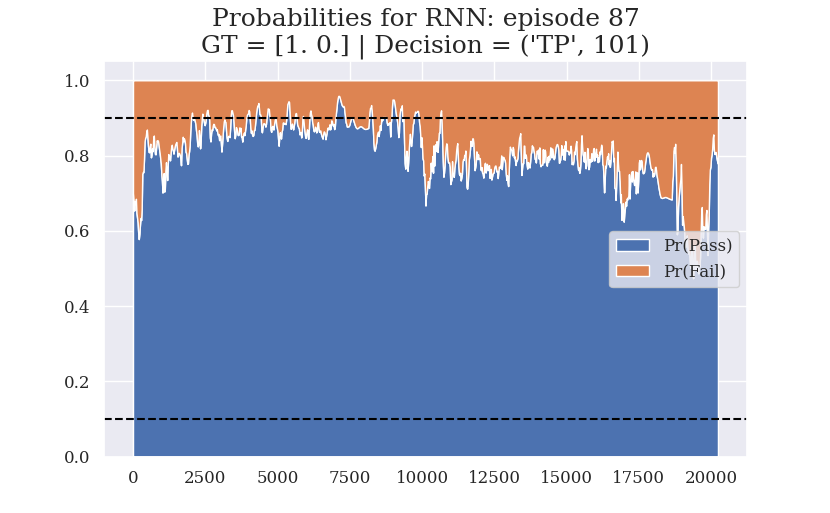 Probabilities for RNN: episode 87
GT = [1. 0.] | Decision = ('TP', 101)
1.0
0.8
0.6
0.4
0.2
0.0
Pr(Pass)
Pr(Fail)
0 2500 5000 7500 10000 12500 15000 17500 20000